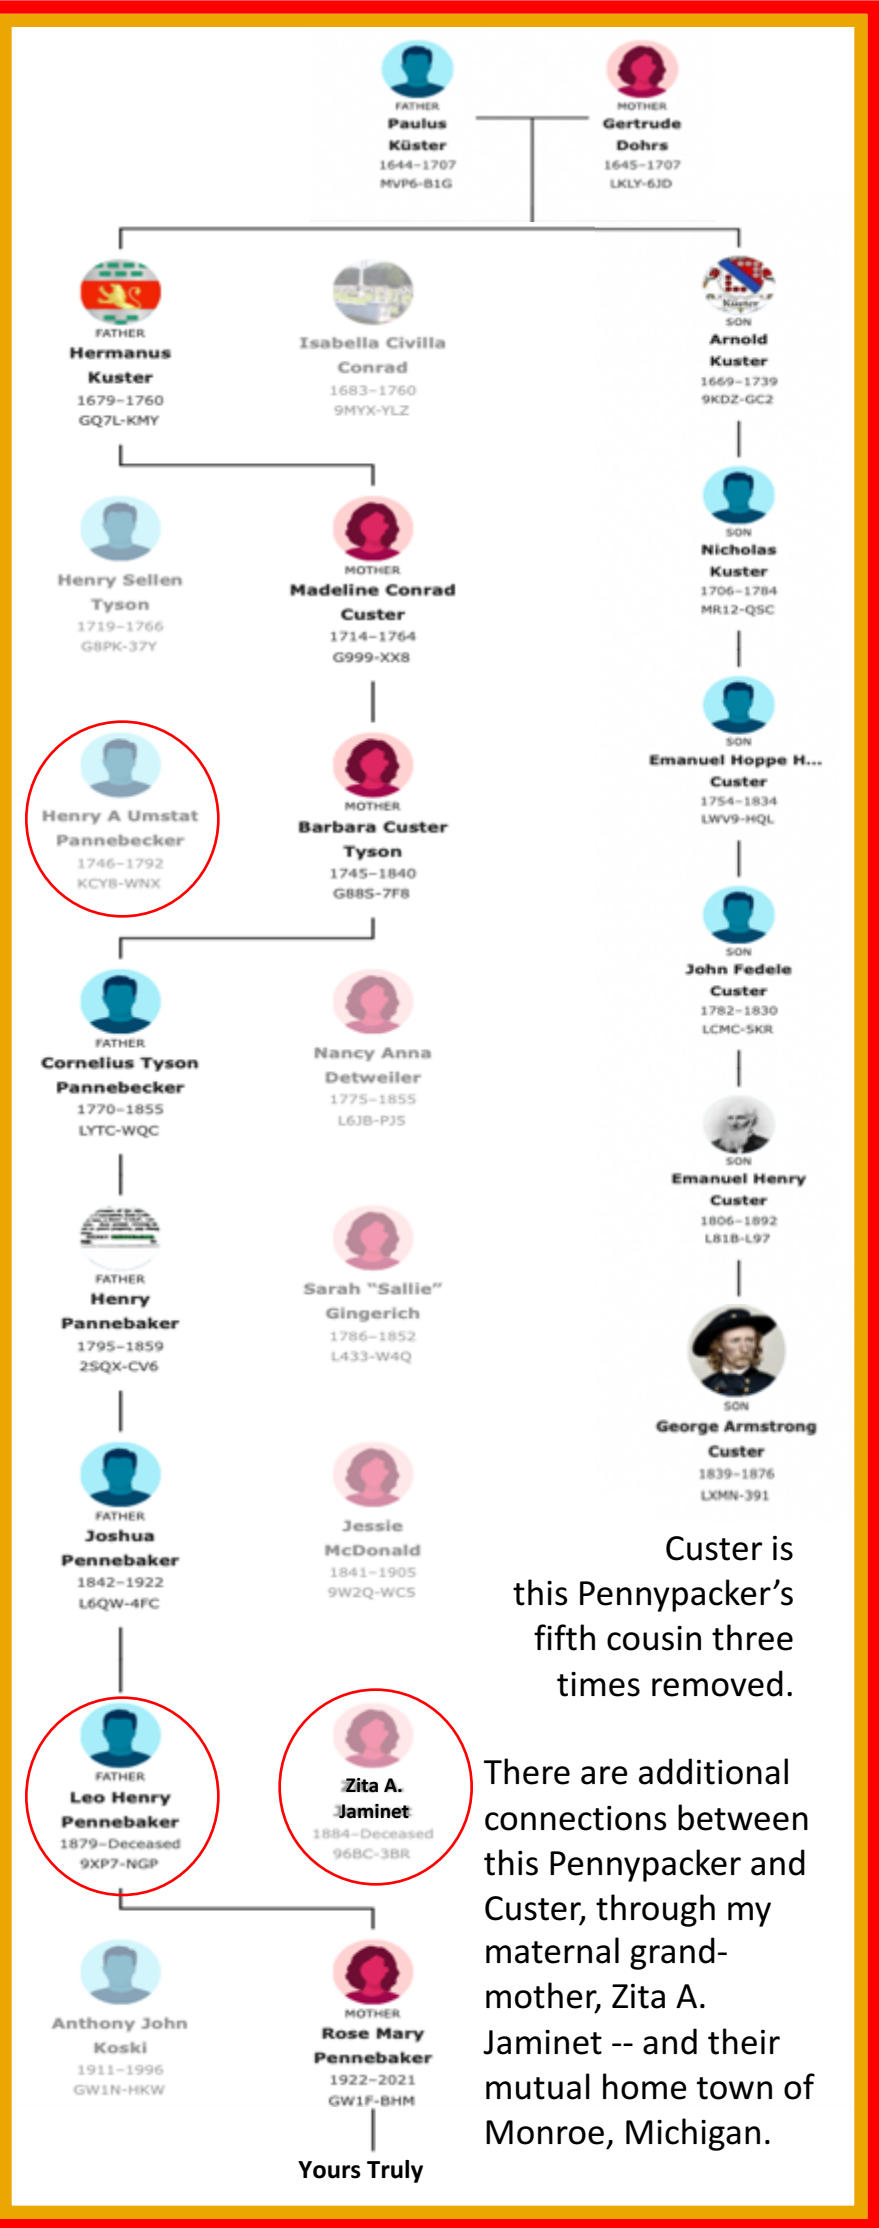 FATHER
Paulus
Küster
1644–1707
MVP6-B1G
MOTHER
Gertrude
Dohrs
1645–1707
LKLY-6JD
FATHER
Hermanus
Kuster
1679–1760
GQ7L-KMY
Isabella Civilla
Conrad
1683–1760
9MYX-YLZ
Küster
SON
Arnold
Kuster
1669–1739
9KDZ-GC2
Henry Sellen
Tyson
1719–1766
G8PK-37Y
MOTHER
Madeline Conrad
Custer
1714–1764
G999-XX8
SON
Nicholas
Kuster
1706–1784
MR12-QSC
Henry A Umstat
Pannebecker
1746–1792
KCY8-WNX
MOTHER
Barbara Custer
Tyson
1745–1840
G88S-7F8
SON
Emanuel Hoppe H...
Custer
1754–1834
LWV9-HQL
FATHER
Cornelius Tyson
Pannebecker
1770–1855
LYTC-WQC
Nancy Anna
Detweiler
1775–1855
L6JB-PJ5
SON
John Fedele
Custer
1782–1830
LCMC-5KR
FATHER
Henry
Pannebaker
1795–1859
2SQX-CV6
Sarah “Sallie”
Gingerich
1786–1852
L433-W4Q
SON
Emanuel Henry
Custer
1806–1892
L81B-L97
FATHER
Joshua
Pennebaker
1842–1922
L6QW-4FC
Jessie
McDonald
1841–1905
9W2Q-WC5
SON
George Armstrong
Custer
1839–1876
LXMN-391
Custer is
this Pennypacker’s
fifth cousin three
times removed.
FATHER
Leo Henry
Pennebaker
1879–Deceased
9XP7-NGP
Zita A.
Jaminet
1884–Deceased
96BC-3BR
There are additional
connections between
this Pennypacker and
Custer, through my
maternal grand-
mother, Zita A.
Jaminet -- and their
mutual home town of
Monroe, Michigan.
Anthony John
Koski
1911–1996
GW1N-HKW
MOTHER
Rose Mary
Pennebaker
1922–2021
GW1F-BHM
Yours Truly